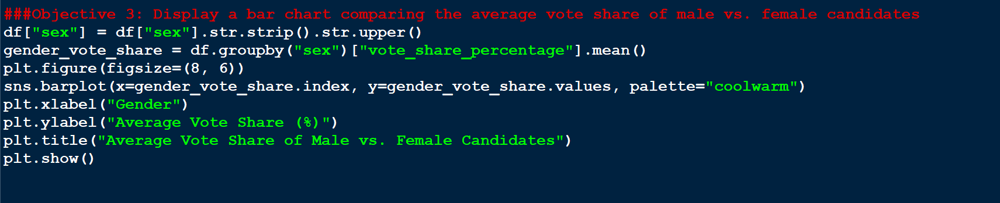 ###Objective 3: Display a bar chart comparing the average vote share of male vs. female candidates
df["sex"] = df["sex"].str.strip().str.upper()
gender_vote_share = df.groupby("sex")["vote_share_percentage"].mean()
plt.figure(figsize=(8, 6))
sns.barplot(x=gender_vote_share.index, y=gender_vote_share.values, palette="coolwarm")
plt.xlabel("Gender")
plt.ylabel("Average Vote Share (%)")
plt.title("Average Vote Share of Male vs. Female Candidates")
plt.show()